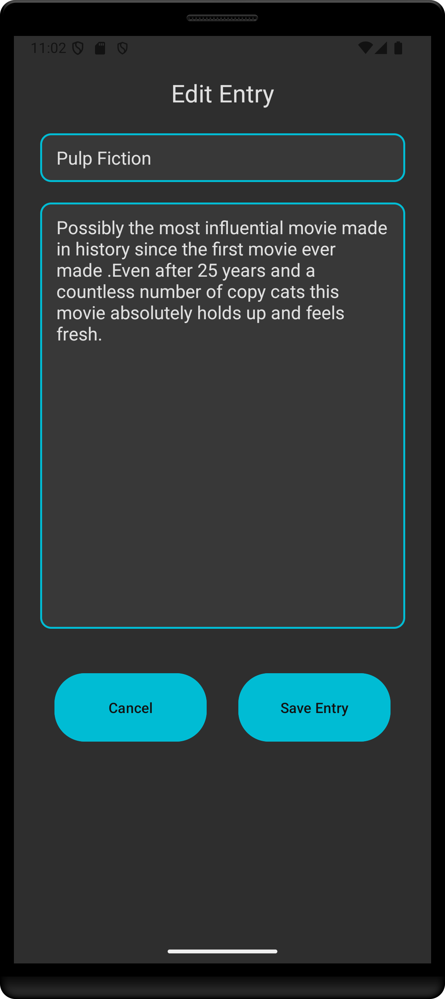 11:02
Edit Entry
Pulp Fiction
Possibly the most influential movie made
in history since the first movie ever
made .Even after 25 years and a
countless number of copy cats this
movie absolutely holds up and feels
fresh.
Cancel
Save Entry